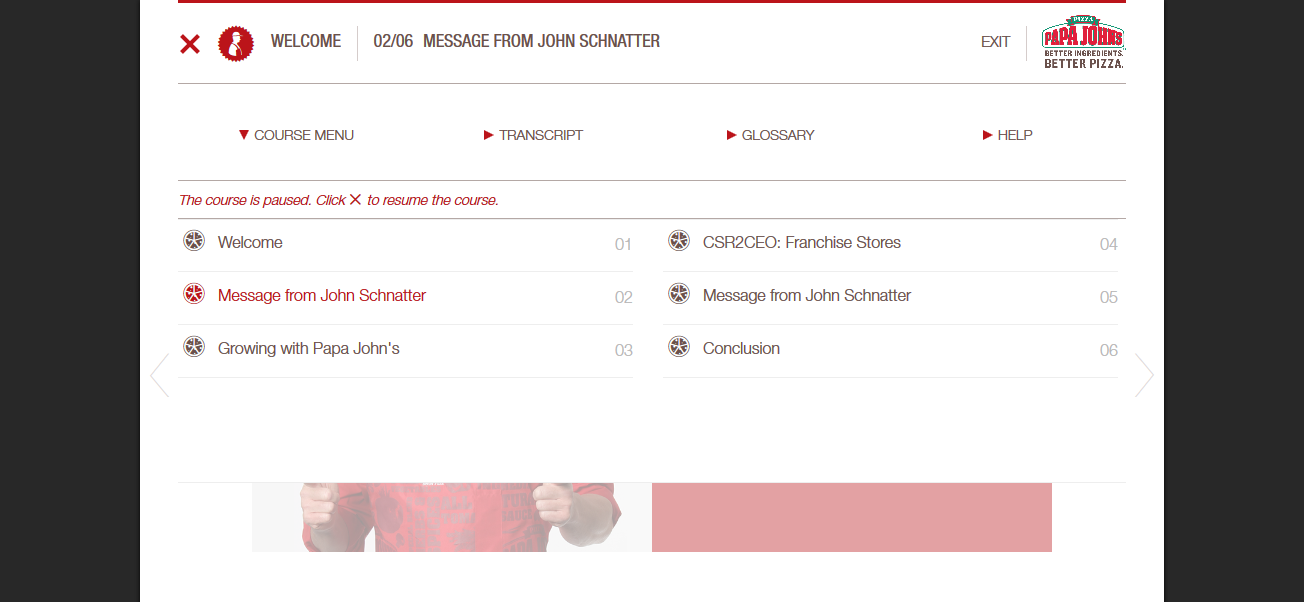 WELCOME 02/06 MESSAGE FROM JOHN SCHNATTER EXIT
PIZZA
PAPA JOHNS
BETTER INGREDIENTS.
BETTER PIZZA.
COURSE MENU TRANSCRIPT GLOSSARY HELP
The course is paused. Click to resume the course.
Welcome 01
Message from John Schnatter 02
Growing with Papa John's 03
CSR2CEO: Franchise Stores 04
Message from John Schnatter 05
Conclusion 06